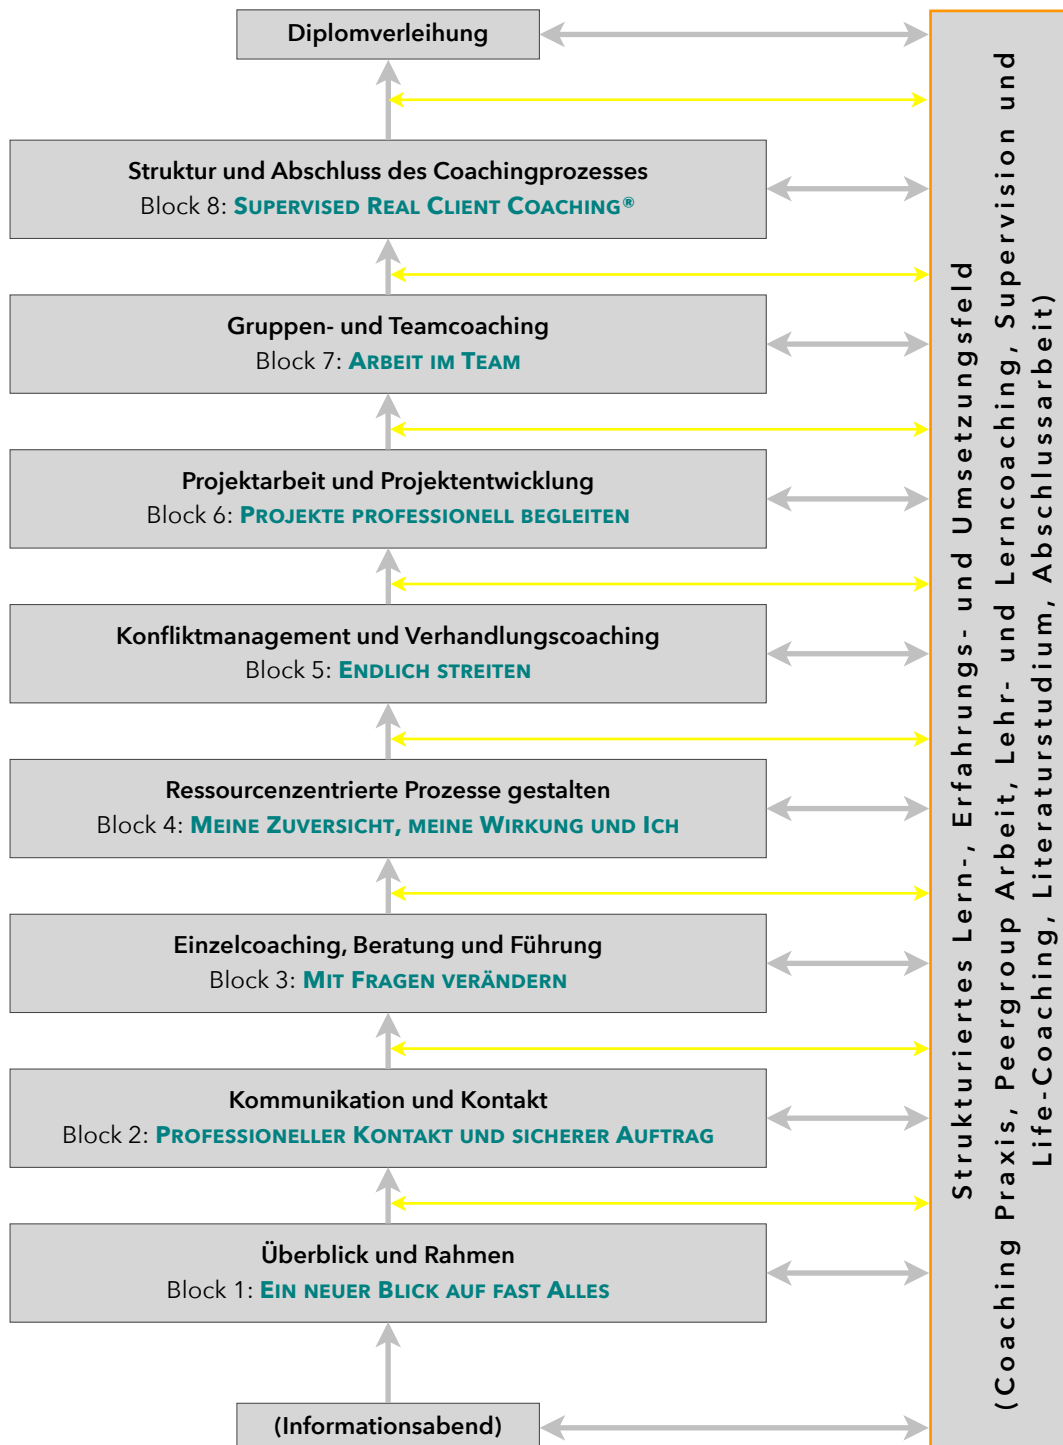 Diplomverleihung
Struktur und Abschluss des Coachingprozesses
Block 8: SUPERVISED REAL CLIENT COACHING®
Gruppen- und Teamcoaching
Block 7: ARBEIT IM TEAM
Projektarbeit und Projektentwicklung
Block 6: PROJEKTE PROFESSIONELL BEGLEITEN
Konfliktmanagement und Verhandlungscoaching
Block 5: ENDLICH STREITEN
Ressourcenzentrierte Prozesse gestalten
Block 4: MEINE ZUVERSICHT, MEINE WIRKUNG UND ICH
Einzelcoaching, Beratung und Führung
Block 3: MIT FRAGEN VERÄNDERN
Kommunikation und Kontakt
Block 2: PROFESSIONELLER KONTAKT UND SICHERER AUFTRAG
Überblick und Rahmen
Block 1: EIN NEUER BLICK AUF FAST ALLES
(Informationsabend)
Strukturiertes Lern-, Erfahrungs- und Umsetzungsfeld
(Coaching Praxis, Peergroup Arbeit, Lehr- und Lerncoaching, Supervision und
Life-Coaching, Literaturstudium, Abschlussarbeit)